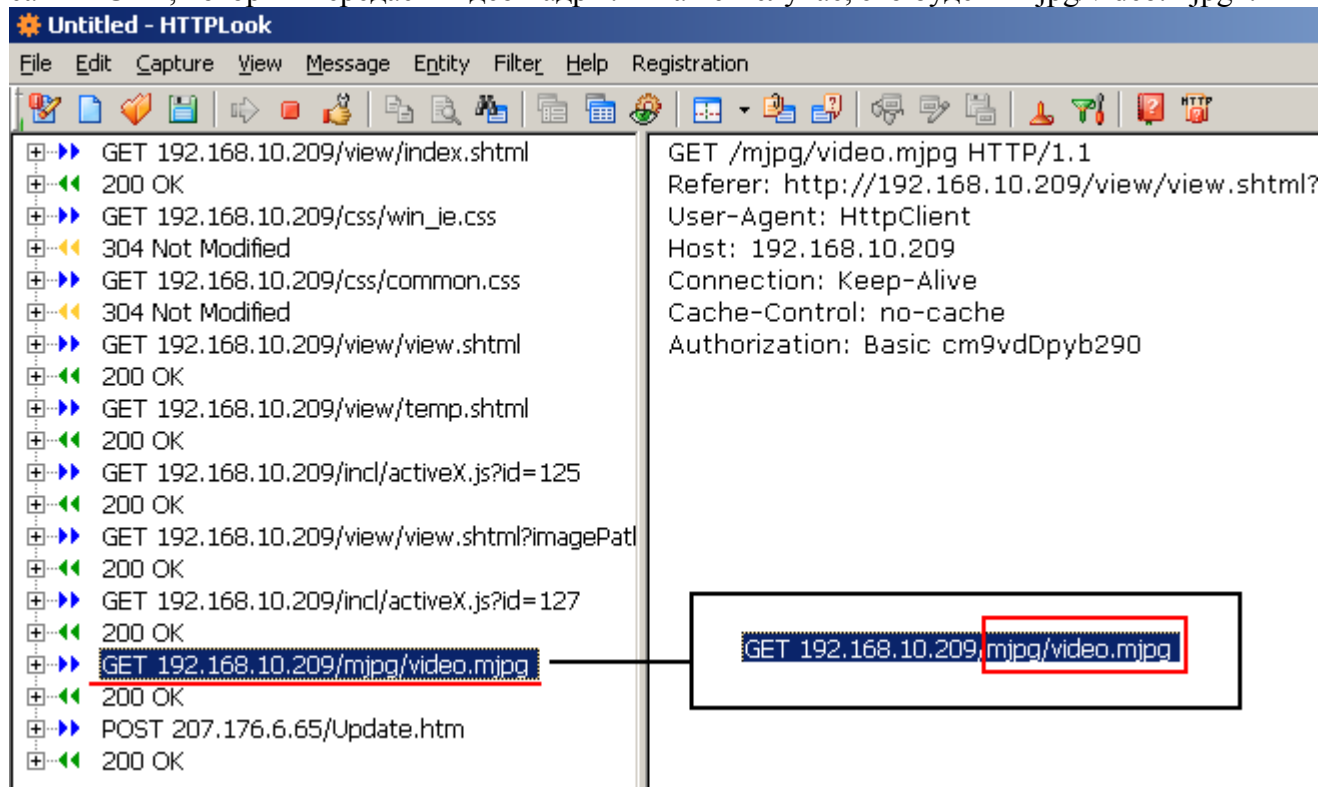 Untitled - HTTPLook
File Edit Capture View Message Entity Filter Help Registration
GET 192.168.10.209/view/index.shtml
200 OK
GET 192.168.10.209/css/win_ie.css
304 Not Modified
GET 192.168.10.209/css/common.css
304 Not Modified
GET 192.168.10.209/view/view.shtml
200 OK
GET 192.168.10.209/view/temp.shtml
200 OK
GET 192.168.10.209/incl/activeX.js?id=125
200 OK
GET 192.168.10.209/view/view.shtml?imagePatl
200 OK
GET 192.168.10.209/incl/activeX.js?id=127
200 OK
GET 192.168.10.209/mjpg/video.mjpg
200 OK
POST 207.176.6.65/Update.htm
200 OK
GET /mjpg/video.mjpg HTTP/1.1
Referer: http://192.168.10.209/view/view.shtml?
User-Agent: HttpClient
Host: 192.168.10.209
Connection: Keep-Alive
Cache-Control: no-cache
Authorization: Basic cm9vdDpyb290
GET 192.168.10.209/mjpg/video.mjpg